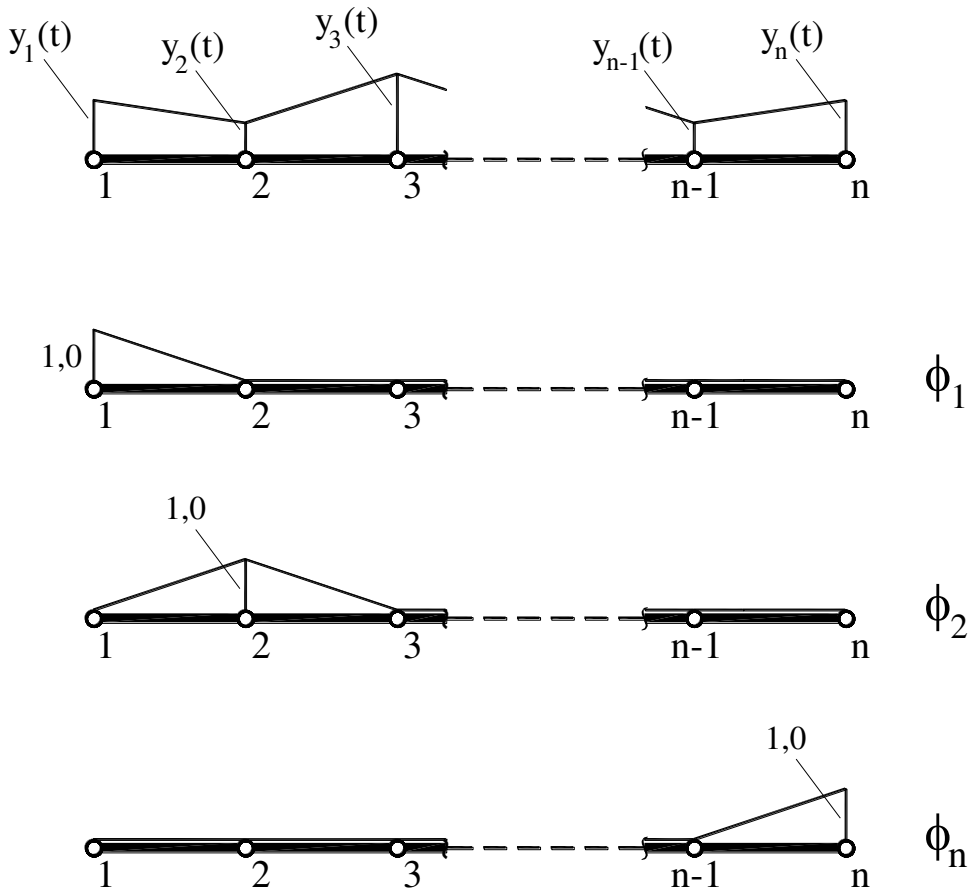 y₁(t) y₂(t) y₃(t) yₙ₋₁(t) yₙ(t)
1 2 3 n-1 n
1,0 ϕ₁
1 2 3 n-1 n
1,0 ϕ₂
1 2 3 n-1 n
1,0 ϕₙ
1 2 3 n-1 n